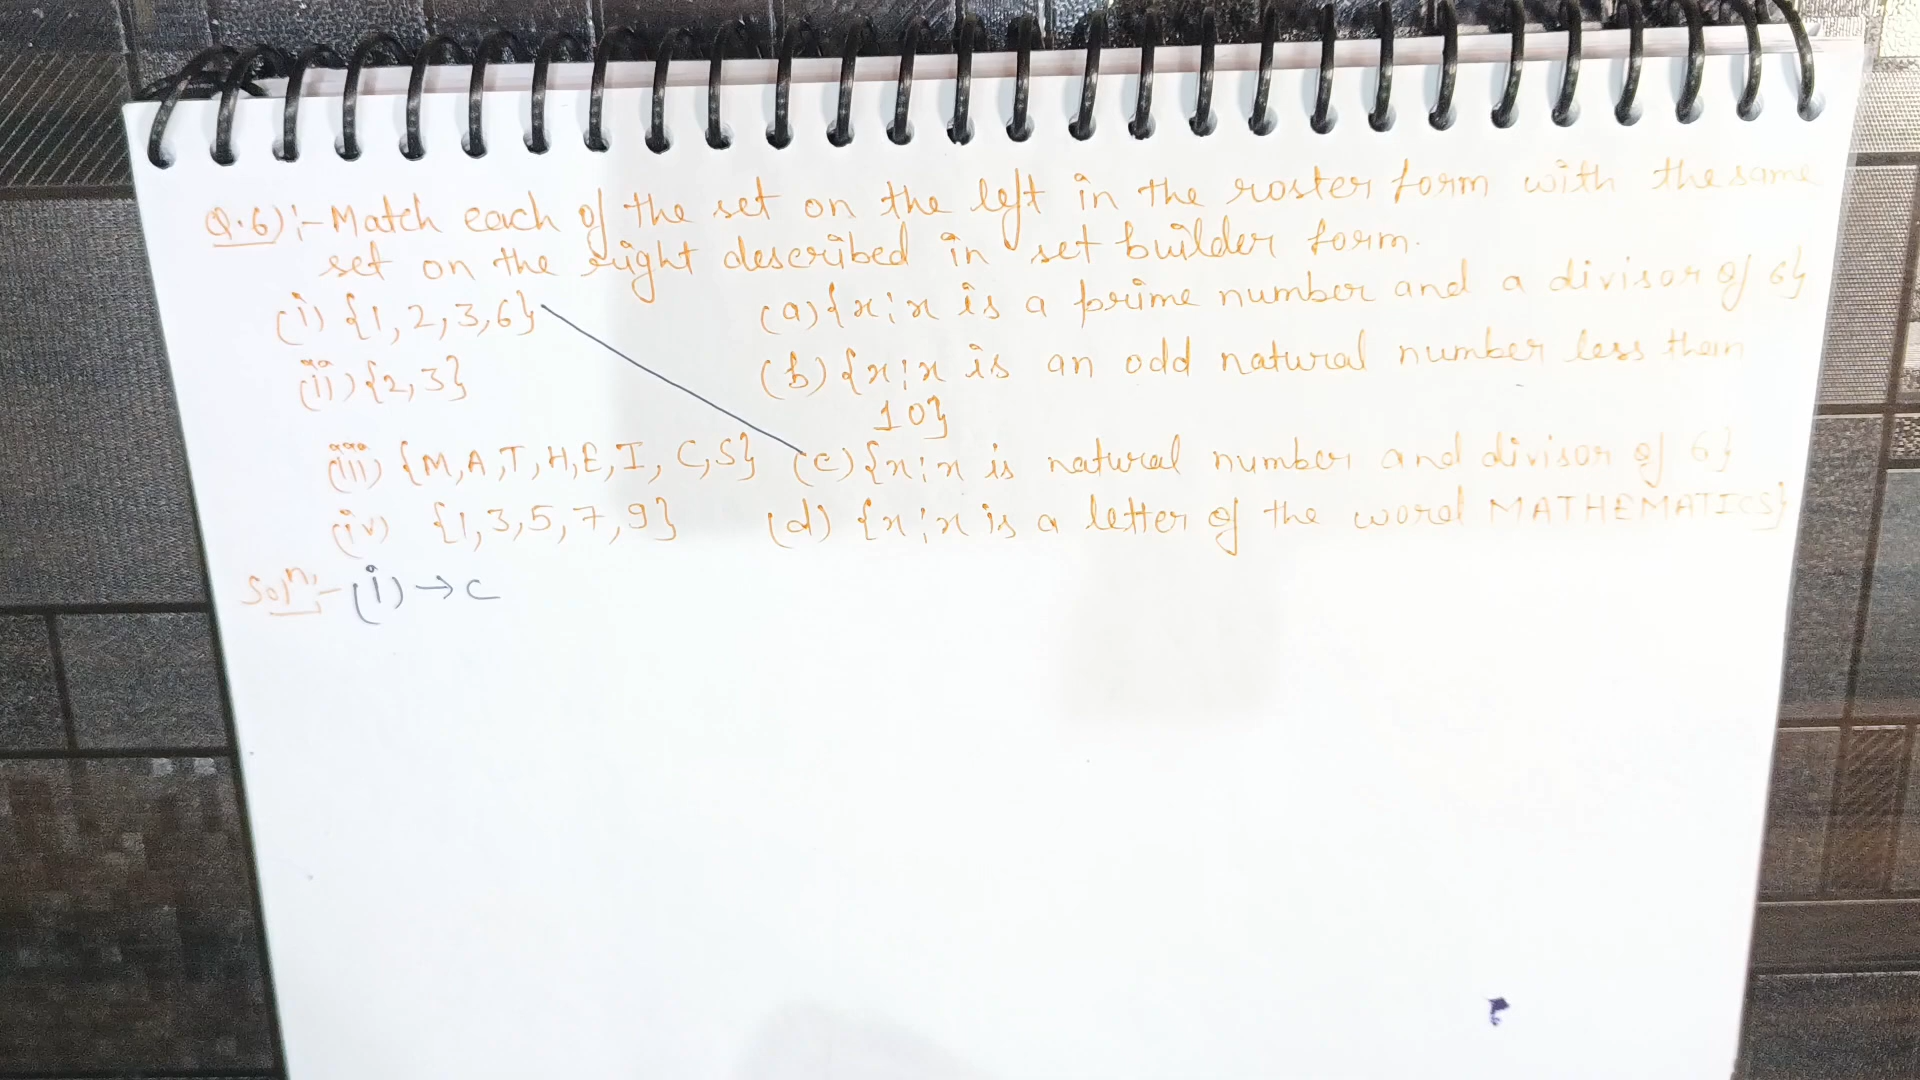 Q.6):- Match each of the set on the left in the roster form with the same
set on the right described in set builder form.
(i) {1, 2, 3, 6} (a) {x : x is a prime number and a divisor of 6}
(ii) {2, 3} (b) {x : x is an odd natural number less than
10}
(iii) {M, A, T, H, E, I, C, S} (c) {x : x is natural number and divisor of 6}
(iv) {1, 3, 5, 7, 9} (d) {x : x is a letter of the word MATHEMATICS}
Solⁿ:- (i) → c